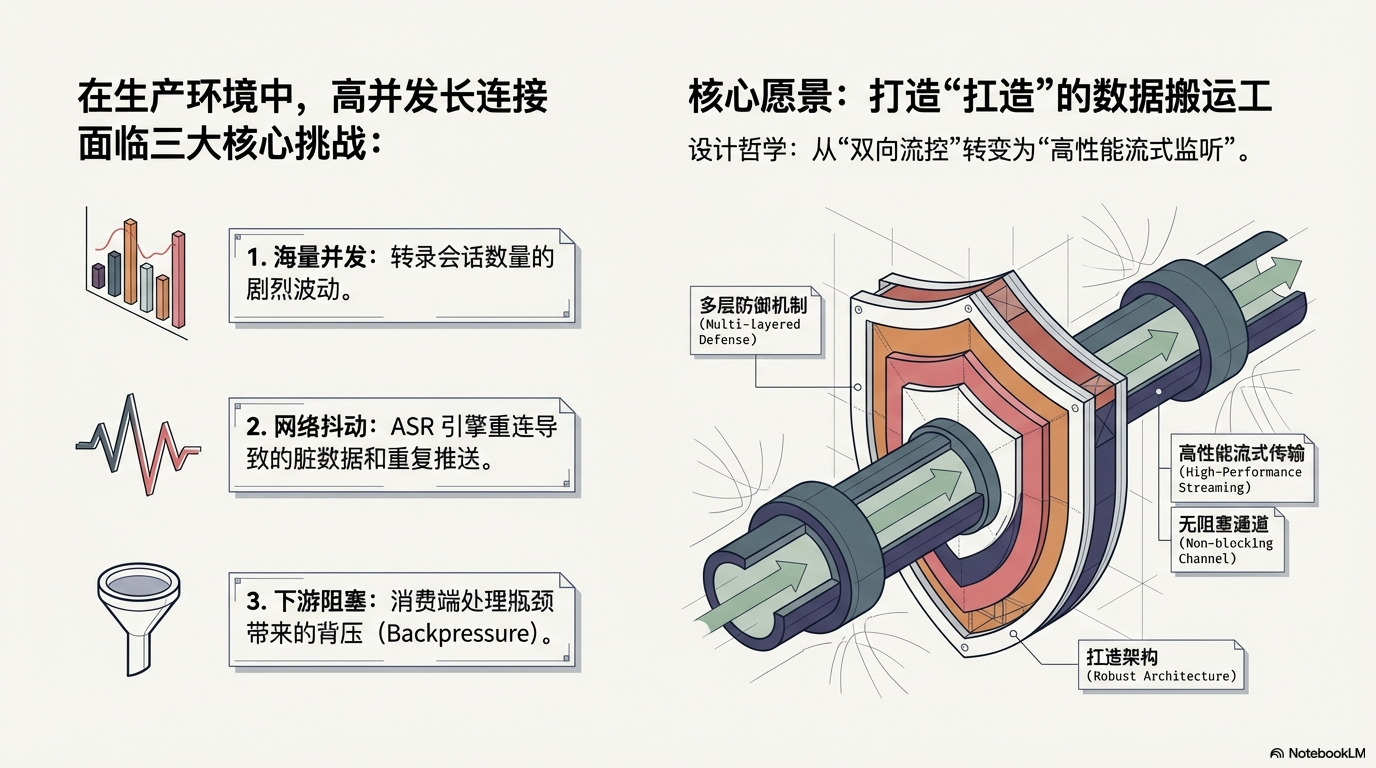 在生产环境中，高并发长连接
面临三大核心挑战：
1. 海量并发：转录会话数量的
剧烈波动。
2. 网络抖动：ASR 引擎重连导
致的脏数据和重复推送。
3. 下游阻塞：消费端处理瓶颈
带来的背压（Backpressure）。
核心愿景：打造“扛造”的数据搬运工
设计哲学：从“双向流控”转变为“高性能流式监听”。
多层防御机制
(Multi-layered
Defense)
高性能流式传输
(High-Performance
Streaming)
无阻塞通道
(Non-block1ng
Channel)
扛造架构
(Robust Architecture)
NotebookLM